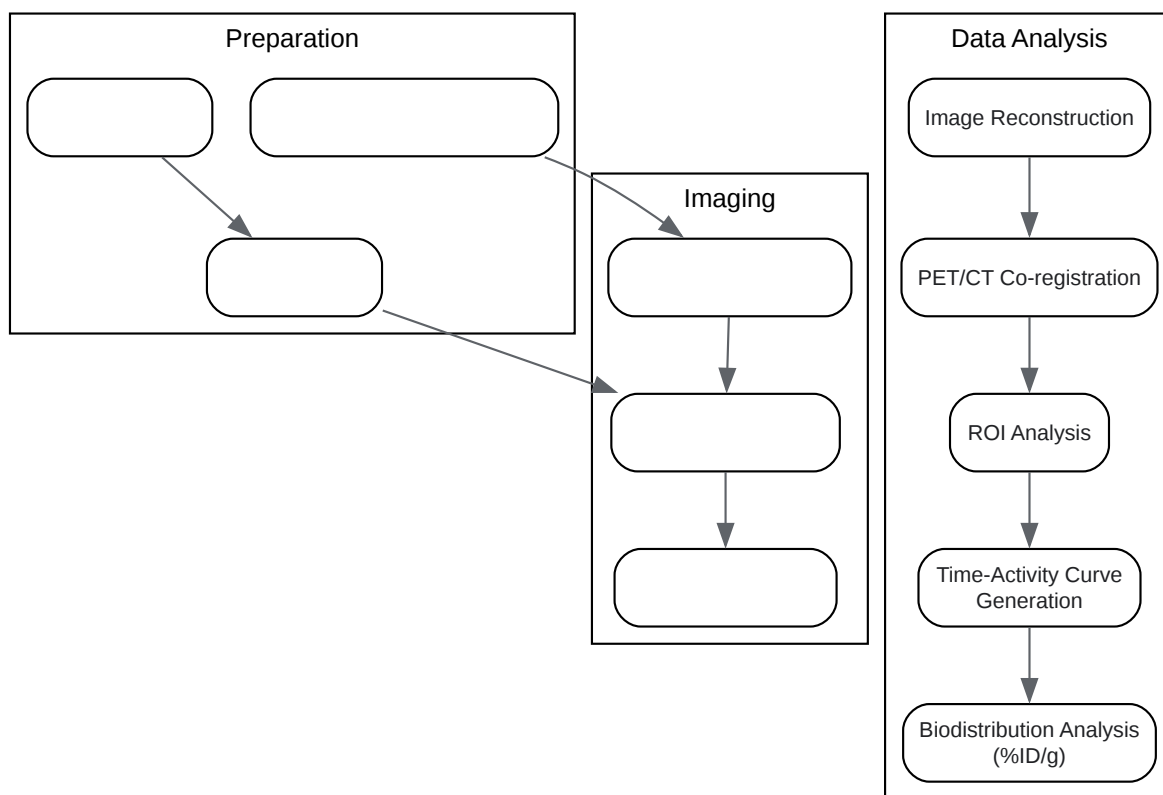 Preparation
Imaging
Data Analysis
Image Reconstruction
PET/CT Co-registration
ROI Analysis
Time-Activity Curve
Generation
Biodistribution Analysis
(%ID/g)